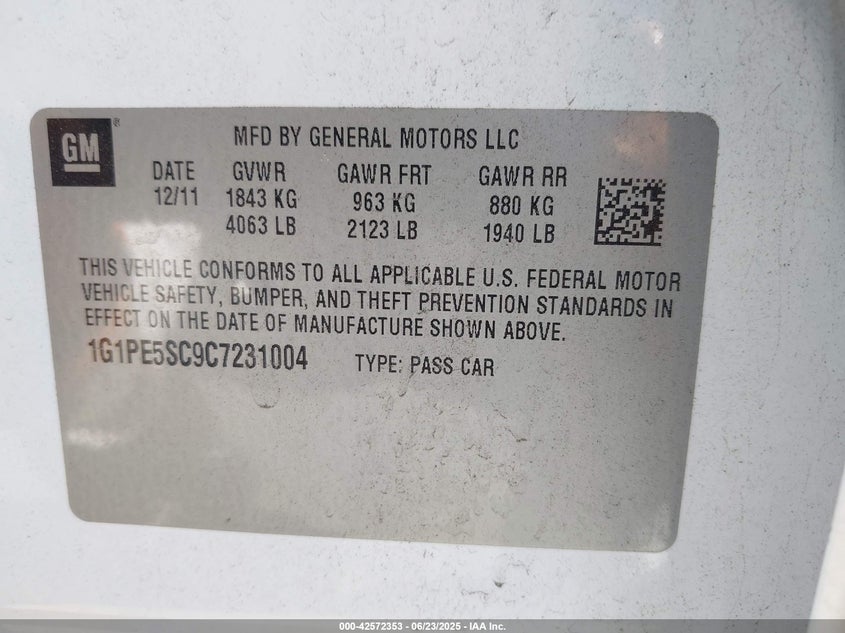 GM®
MFD BY GENERAL MOTORS LLC
DATE GVWR GAWR FRT GAWR RR
12/11 1843 KG 963 KG 880 KG
4063 LB 2123 LB 1940 LB
THIS VEHICLE CONFORMS TO ALL APPLICABLE U.S. FEDERAL MOTOR
VEHICLE SAFETY, BUMPER, AND THEFT PREVENTION STANDARDS IN
EFFECT ON THE DATE OF MANUFACTURE SHOWN ABOVE.
1G1PE5SC9C7231004 TYPE: PASS CAR
000-42572353 - 06/23/2025 - IAA Inc.